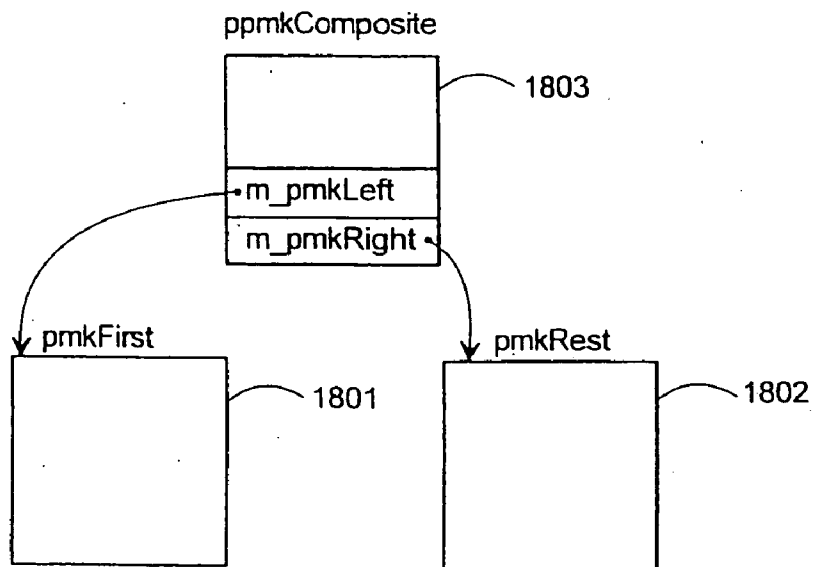 ppmkComposite
1803
m_pmkLeft
m_pmkRight
pmkFirst
pmkRest
1801
1802